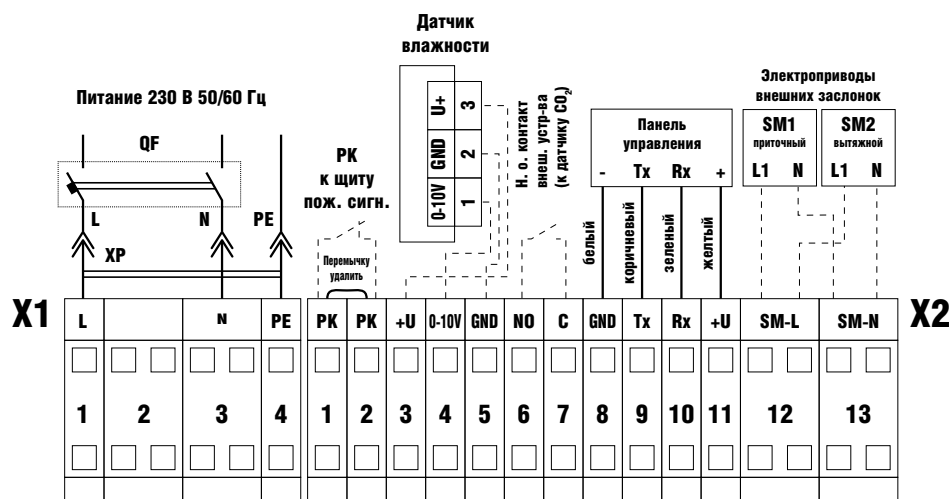 Датчик
влажности
Питание 230 В 50/60 Гц
QF
L
N
PE
XP
РК
к щиту
пож. сигн.
Перемычку
удалить
U+
GND
0-10V
3
2
1
Н. о. контакт
внеш. устр-ва
(к датчику CO₂)
Панель
управления
- Tx Rx +
белый
коричневый
зеленый
желтый
Электроприводы
внешних заслонок
SM1
приточный
L1 N
SM2
вытяжной
L1 N
X1
L N PE
PK PK +U 0-10V GND NO C GND Tx Rx +U SM-L SM-N
X2
1 2 3 4
1 2 3 4 5 6 7 8 9 10 11 12 13